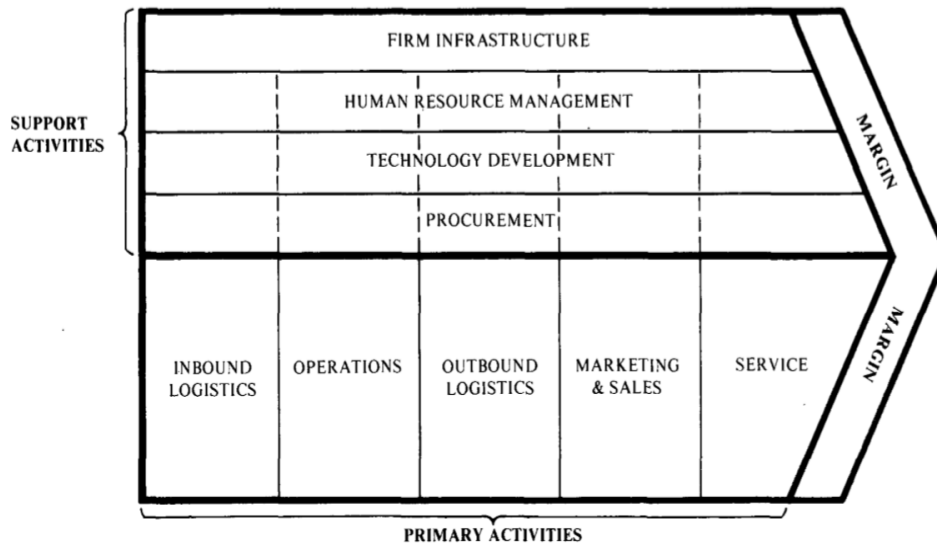 FIRM INFRASTRUCTURE
HUMAN RESOURCE MANAGEMENT
SUPPORT
ACTIVITIES
TECHNOLOGY DEVELOPMENT
PROCUREMENT
MARGIN
MARGIN
INBOUND
LOGISTICS
OPERATIONS
OUTBOUND
LOGISTICS
MARKETING
& SALES
SERVICE
PRIMARY ACTIVITIES